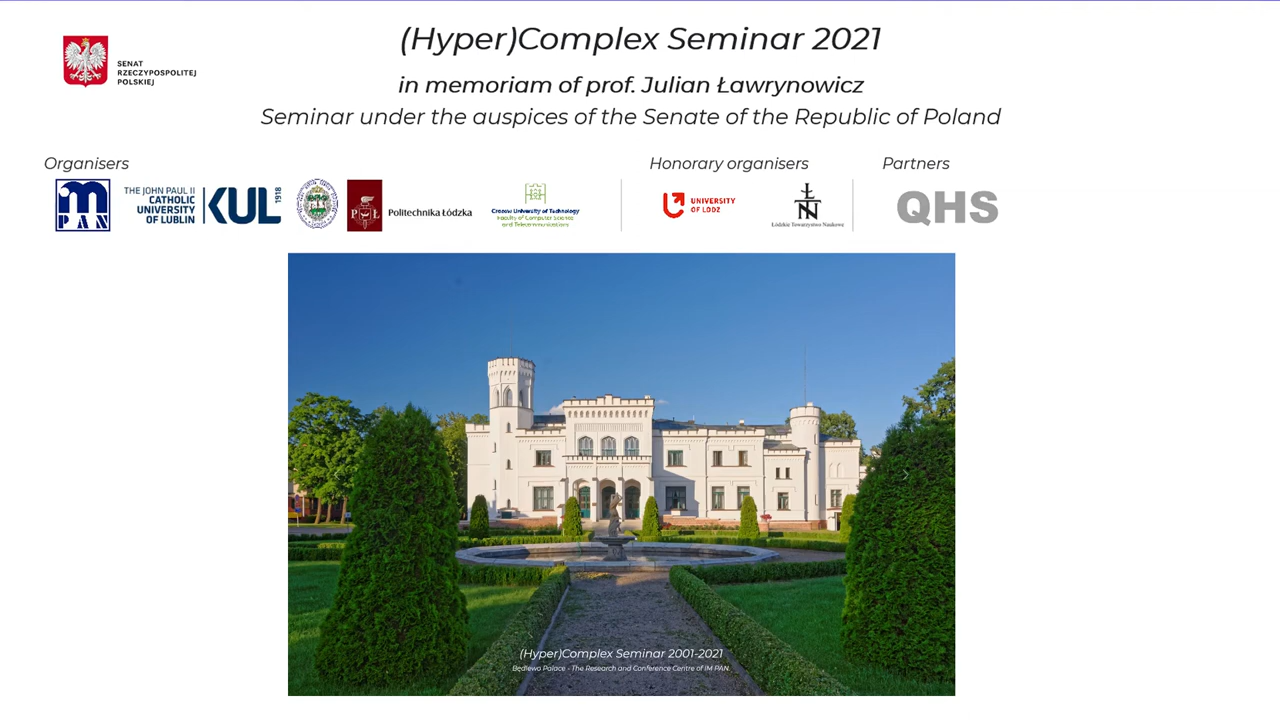 (Hyper)Complex Seminar 2021
in memoriam of prof. Julian Ławrynowicz
Seminar under the auspices of the Senate of the Republic of Poland
SENAT
RZECZYPOSPOLITEJ
POLSKIEJ
Organisers
Honorary organisers
Partners
m
PAN
THE JOHN PAUL II
CATHOLIC
UNIVERSITY
OF LUBLIN
KUL
1918
P Ł
Politechnika Łódzka
Cracow University of Technology
Faculty of Computer Science
and Telecommunications
UNIVERSITY
OF LODZ
ŁTN
Łódzkie Towarzystwo Naukowe
QHS
(Hyper)Complex Seminar 2001-2021
Będlewo Palace - The Research and Conference Centre of IM PAN.